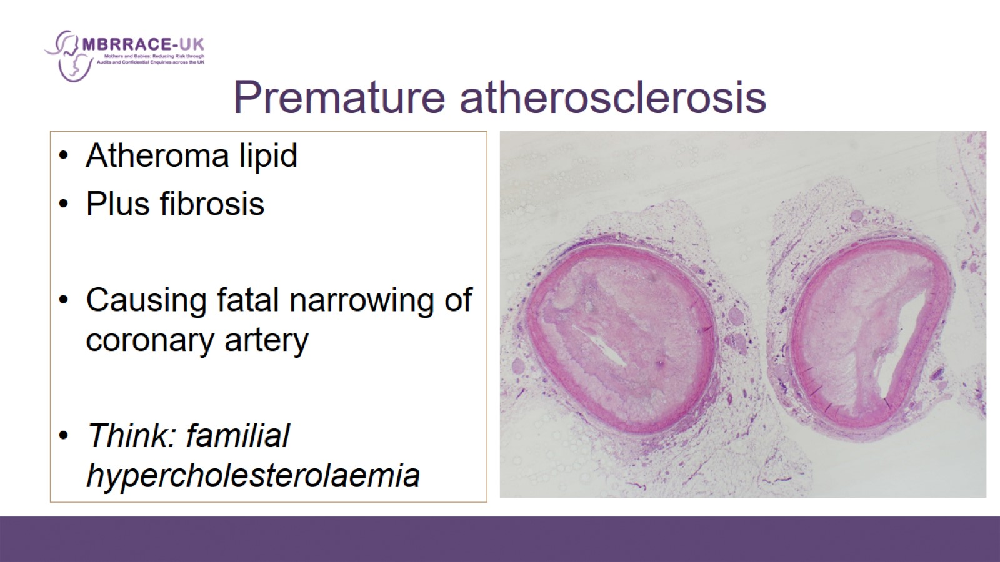 MBRRACE-UK
Mothers and Babies: Reducing Risk through
Audits and Confidential Enquiries across the UK
Premature atherosclerosis
• Atheroma lipid
• Plus fibrosis
• Causing fatal narrowing of
coronary artery
• Think: familial
hypercholesterolaemia